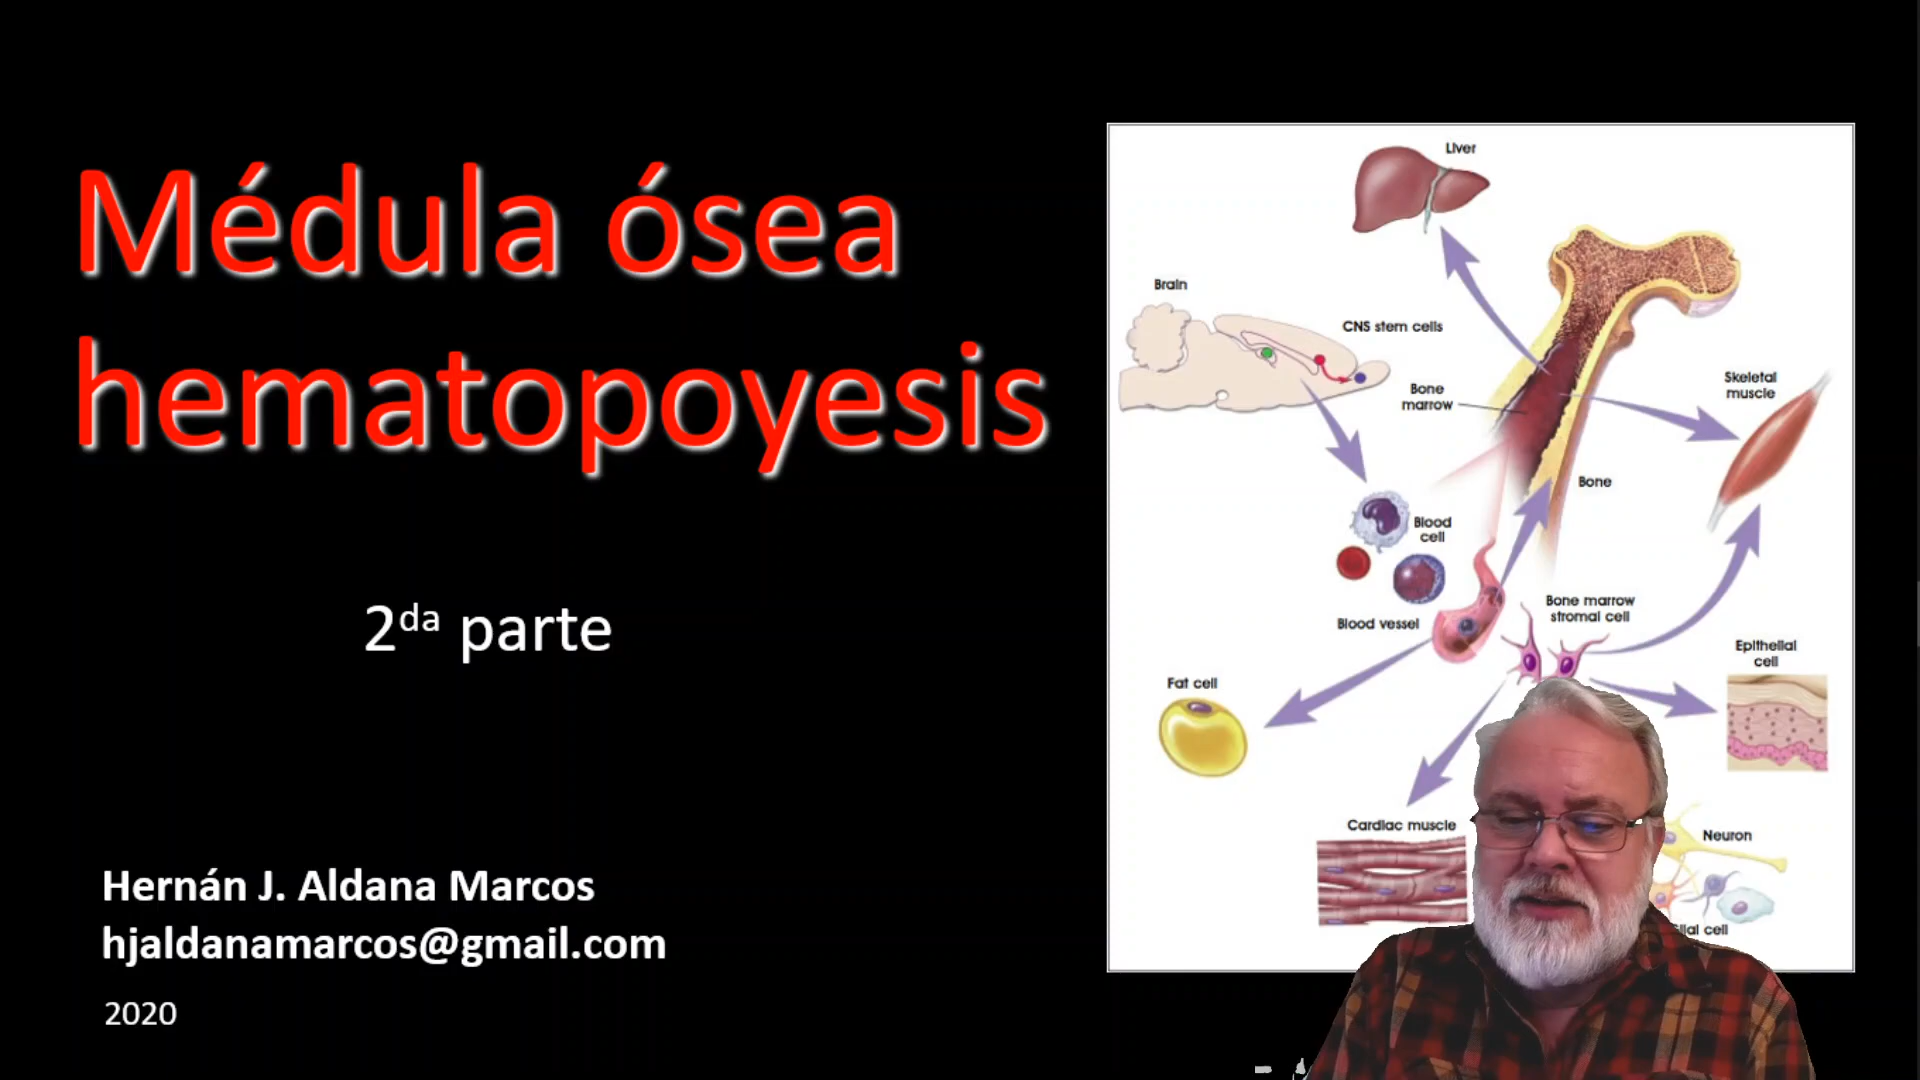 Médula ósea
hematopoyesis
2da parte
Hernán J. Aldana Marcos
hjaldanamarcos@gmail.com
2020
Liver
Brain
CNS stem cells
Bone
marrow
Skeletal
muscle
Bone
Blood
cell
Bone marrow
stromal cell
Blood vessel
Epithelial
cell
Fat cell
Cardiac muscle
Neuron
cell